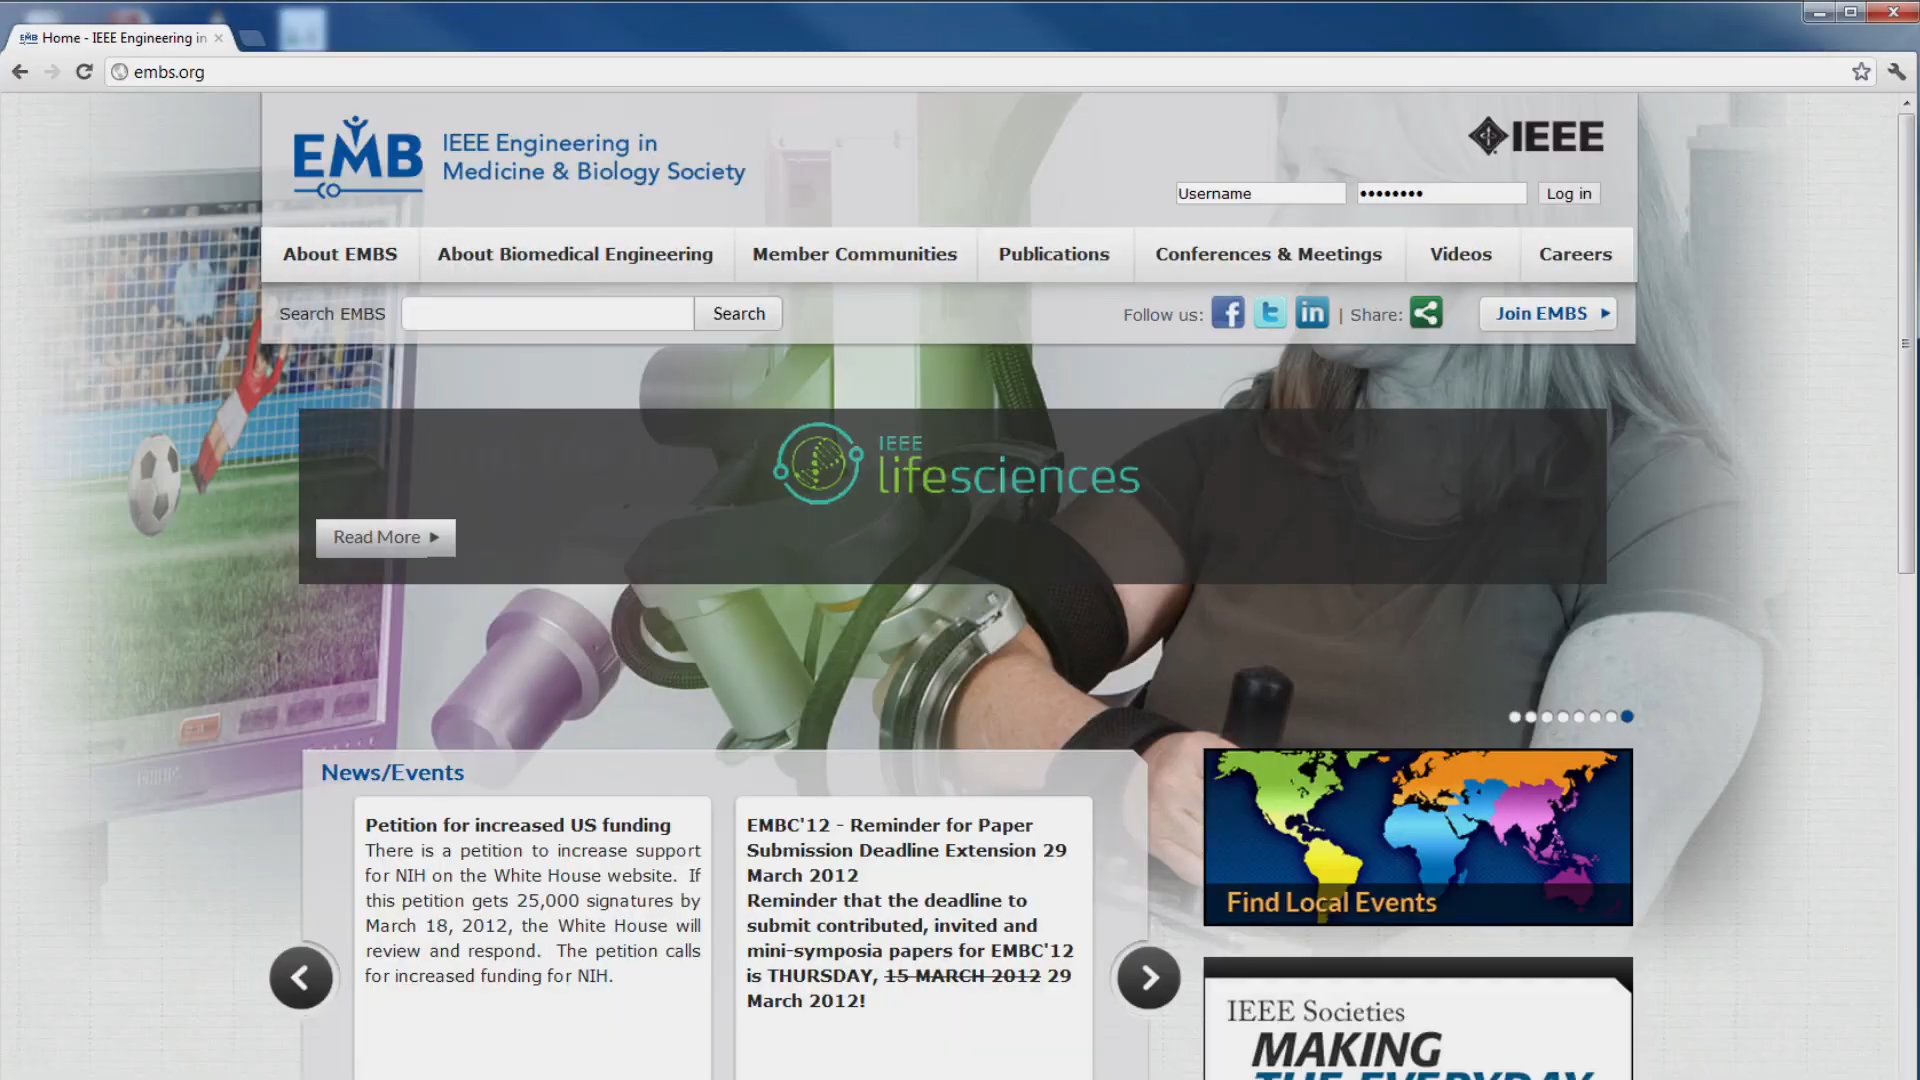 Home - IEEE Engineering in
embs.org
EMB
IEEE Engineering in
Medicine & Biology Society
IEEE
Username
Log in
About EMBS
About Biomedical Engineering
Member Communities
Publications
Conferences & Meetings
Videos
Careers
Search EMBS
Search
Follow us:
| Share:
Join EMBS
IEEE
lifesciences
Read More
News/Events
Petition for increased US funding
There is a petition to increase support
for NIH on the White House website. If
this petition gets 25,000 signatures by
March 18, 2012, the White House will
review and respond. The petition calls
for increased funding for NIH.
EMBC'12 - Reminder for Paper
Submission Deadline Extension 29
March 2012
Reminder that the deadline to
submit contributed, invited and
mini-symposia papers for EMBC'12
is THURSDAY, 15 MARCH 2012 29
March 2012!
Find Local Events
IEEE Societies
MAKING
THE EVERYDAY